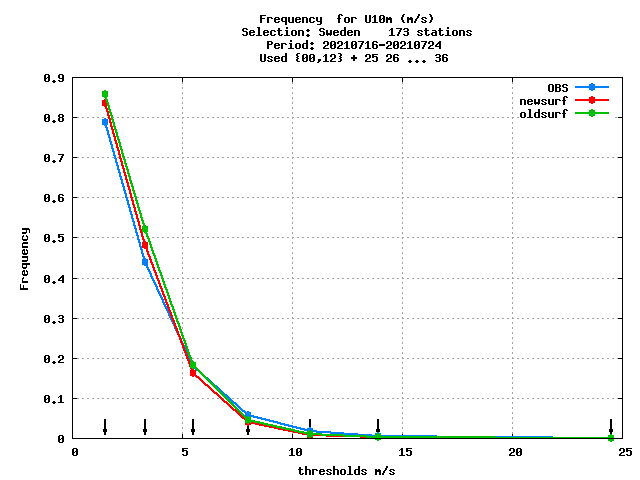 Frequency  for U10m (m/s)
Selection: Sweden    173 stations
Period: 20210716-20210724
Used {00,12} + 25 26 ... 36
OBS
newsurf
oldsurf
0.9
0.8
0.7
0.6
0.5
0.4
0.3
0.2
0.1
0
Frequency
0 5 10 15 20 25
thresholds m/s